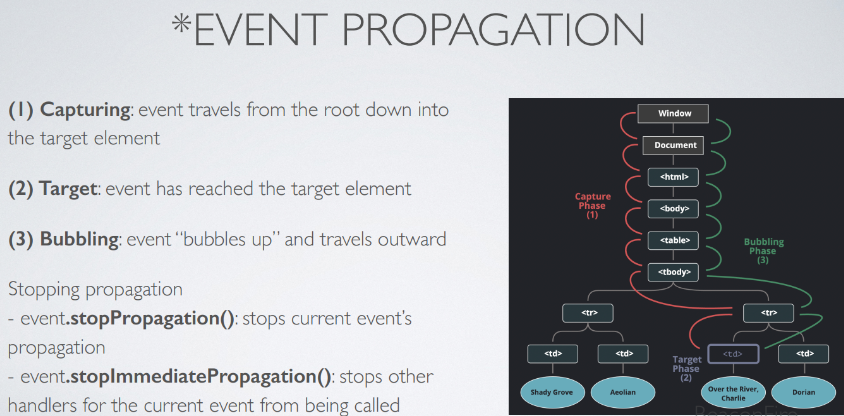 *EVENT PROPAGATION
(1) Capturing: event travels from the root down into
the target element
(2) Target: event has reached the target element
(3) Bubbling: event “bubbles up” and travels outward
Stopping propagation
- event.stopPropagation(): stops current event's
propagation
- event.stopImmediatePropagation(): stops other
handlers for the current event from being called
Window
Document
<html>
<body>
<table>
<tbody>
Capture
Phase
(1)
Bubbling
Phase
(3)
<tr>
<tr>
<td>
<td>
Target
Phase
(2)
<td>
<td>
Shady Grove
Aeolian
Over the River,
Charlie
Dorian